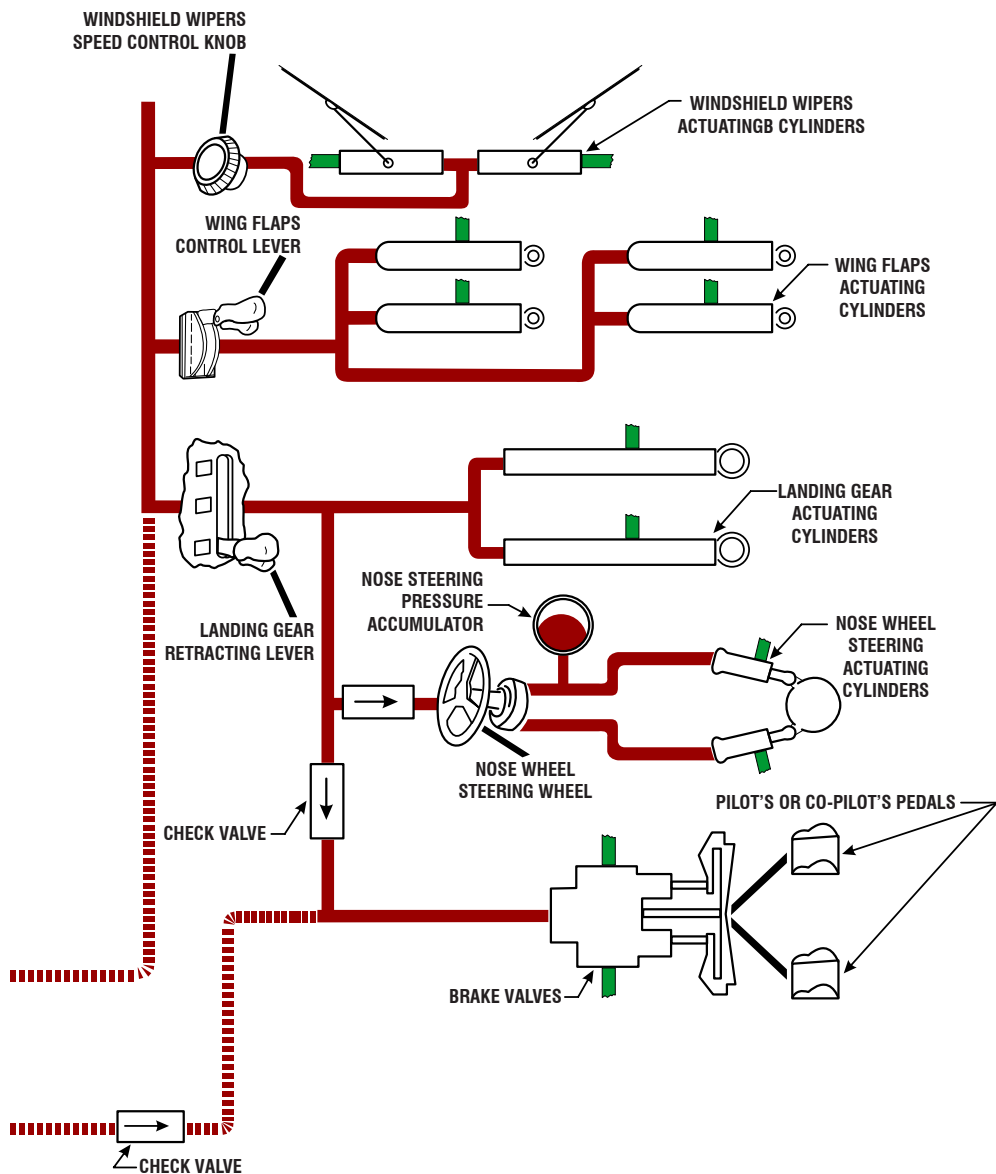 WINDSHIELD WIPERS
SPEED CONTROL KNOB
WINDSHIELD WIPERS
ACTUATINGB CYLINDERS
WING FLAPS
CONTROL LEVER
WING FLAPS
ACTUATING
CYLINDERS
LANDING GEAR
ACTUATING
CYLINDERS
LANDING GEAR
RETRACTING LEVER
NOSE STEERING
PRESSURE
ACCUMULATOR
NOSE WHEEL
STEERING
ACTUATING
CYLINDERS
NOSE WHEEL
STEERING WHEEL
PILOT'S OR CO-PILOT'S PEDALS
CHECK VALVE
BRAKE VALVES
CHECK VALVE